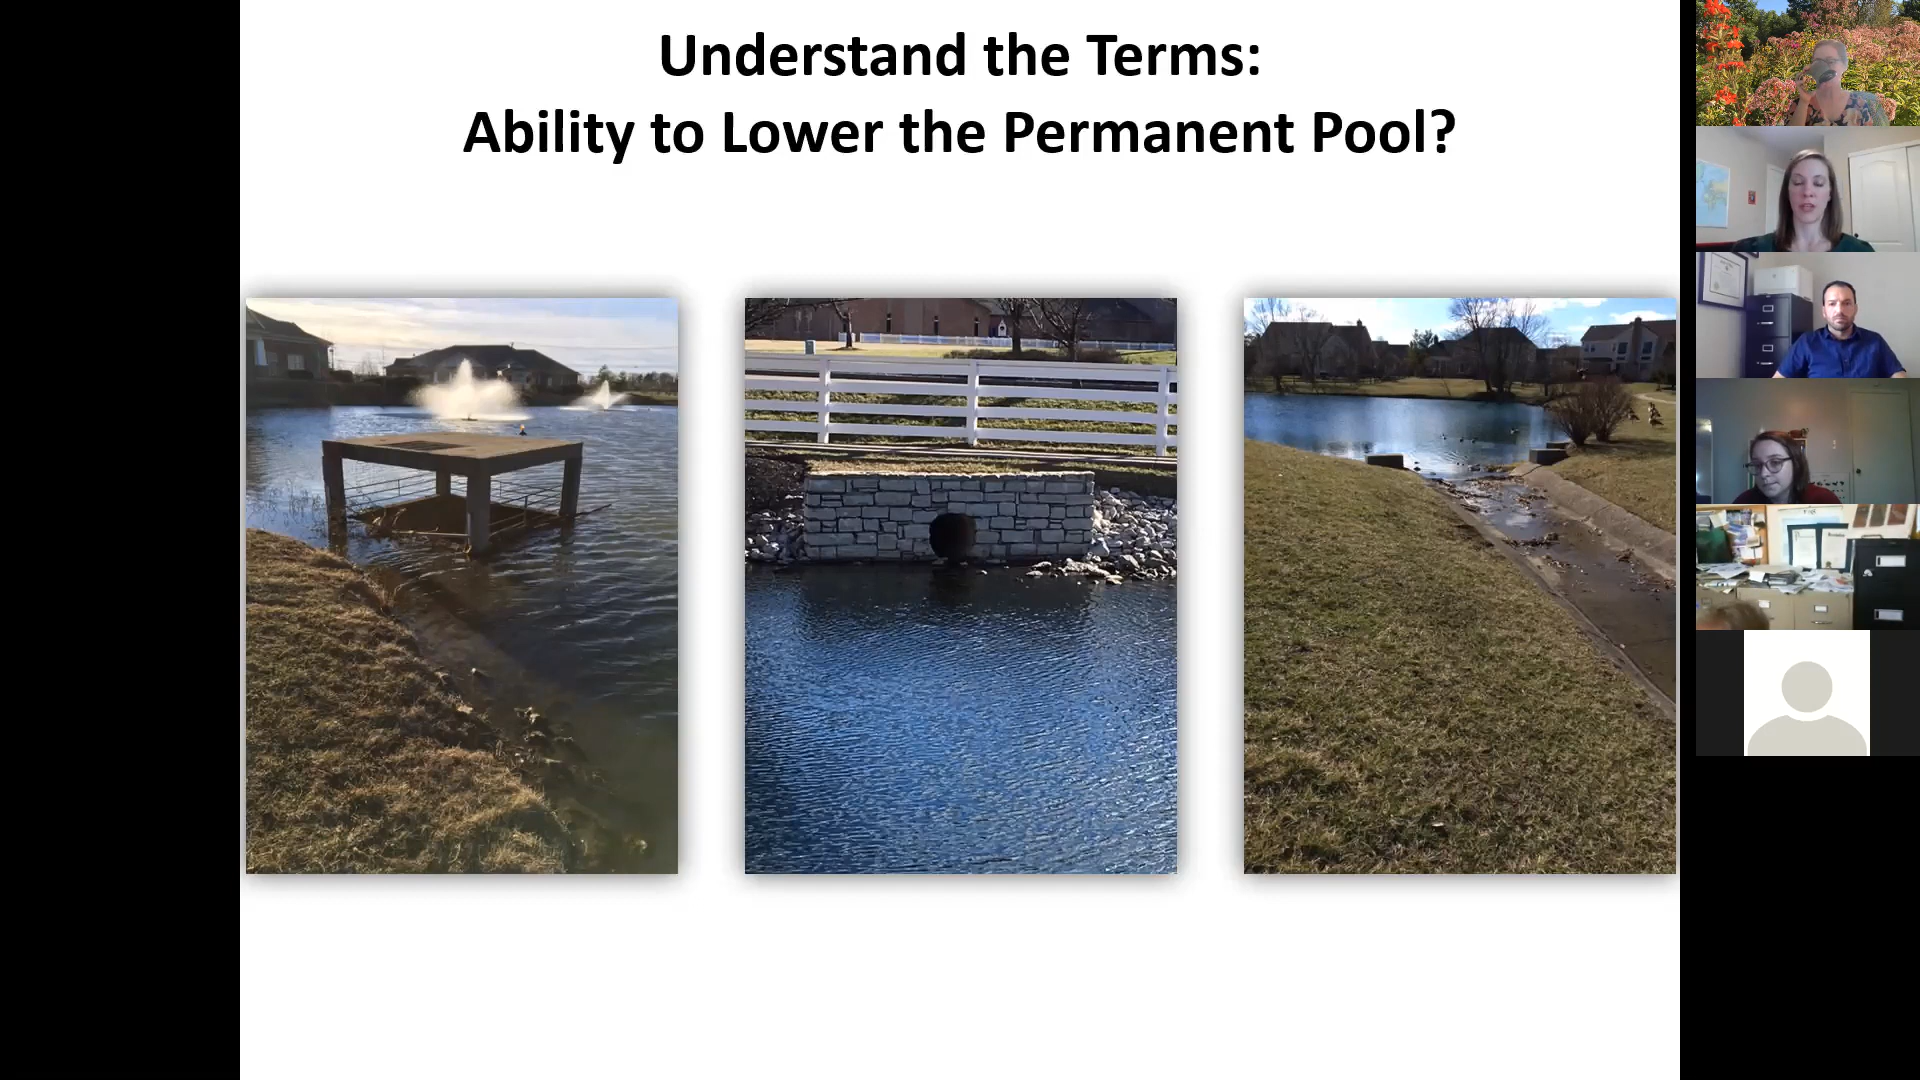 Understand the Terms:
Ability to Lower the Permanent Pool?